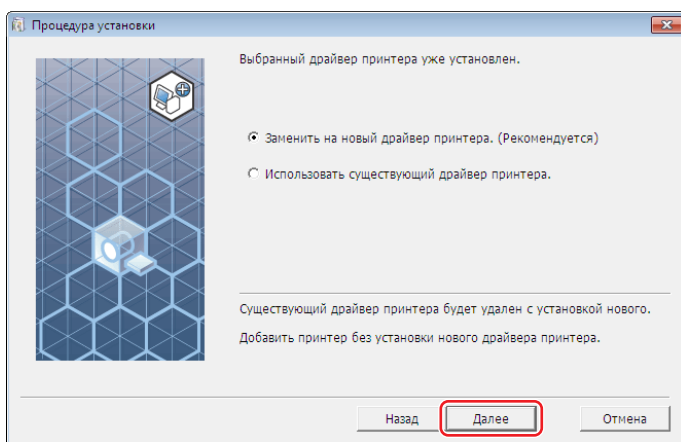 Процедура установки
Выбранный драйвер принтера уже установлен.
Заменить на новый драйвер принтера. (Рекомендуется)
Использовать существующий драйвер принтера.
Существующий драйвер принтера будет удален с установкой нового.
Добавить принтер без установки нового драйвера принтера.
Назад Далее Отмена